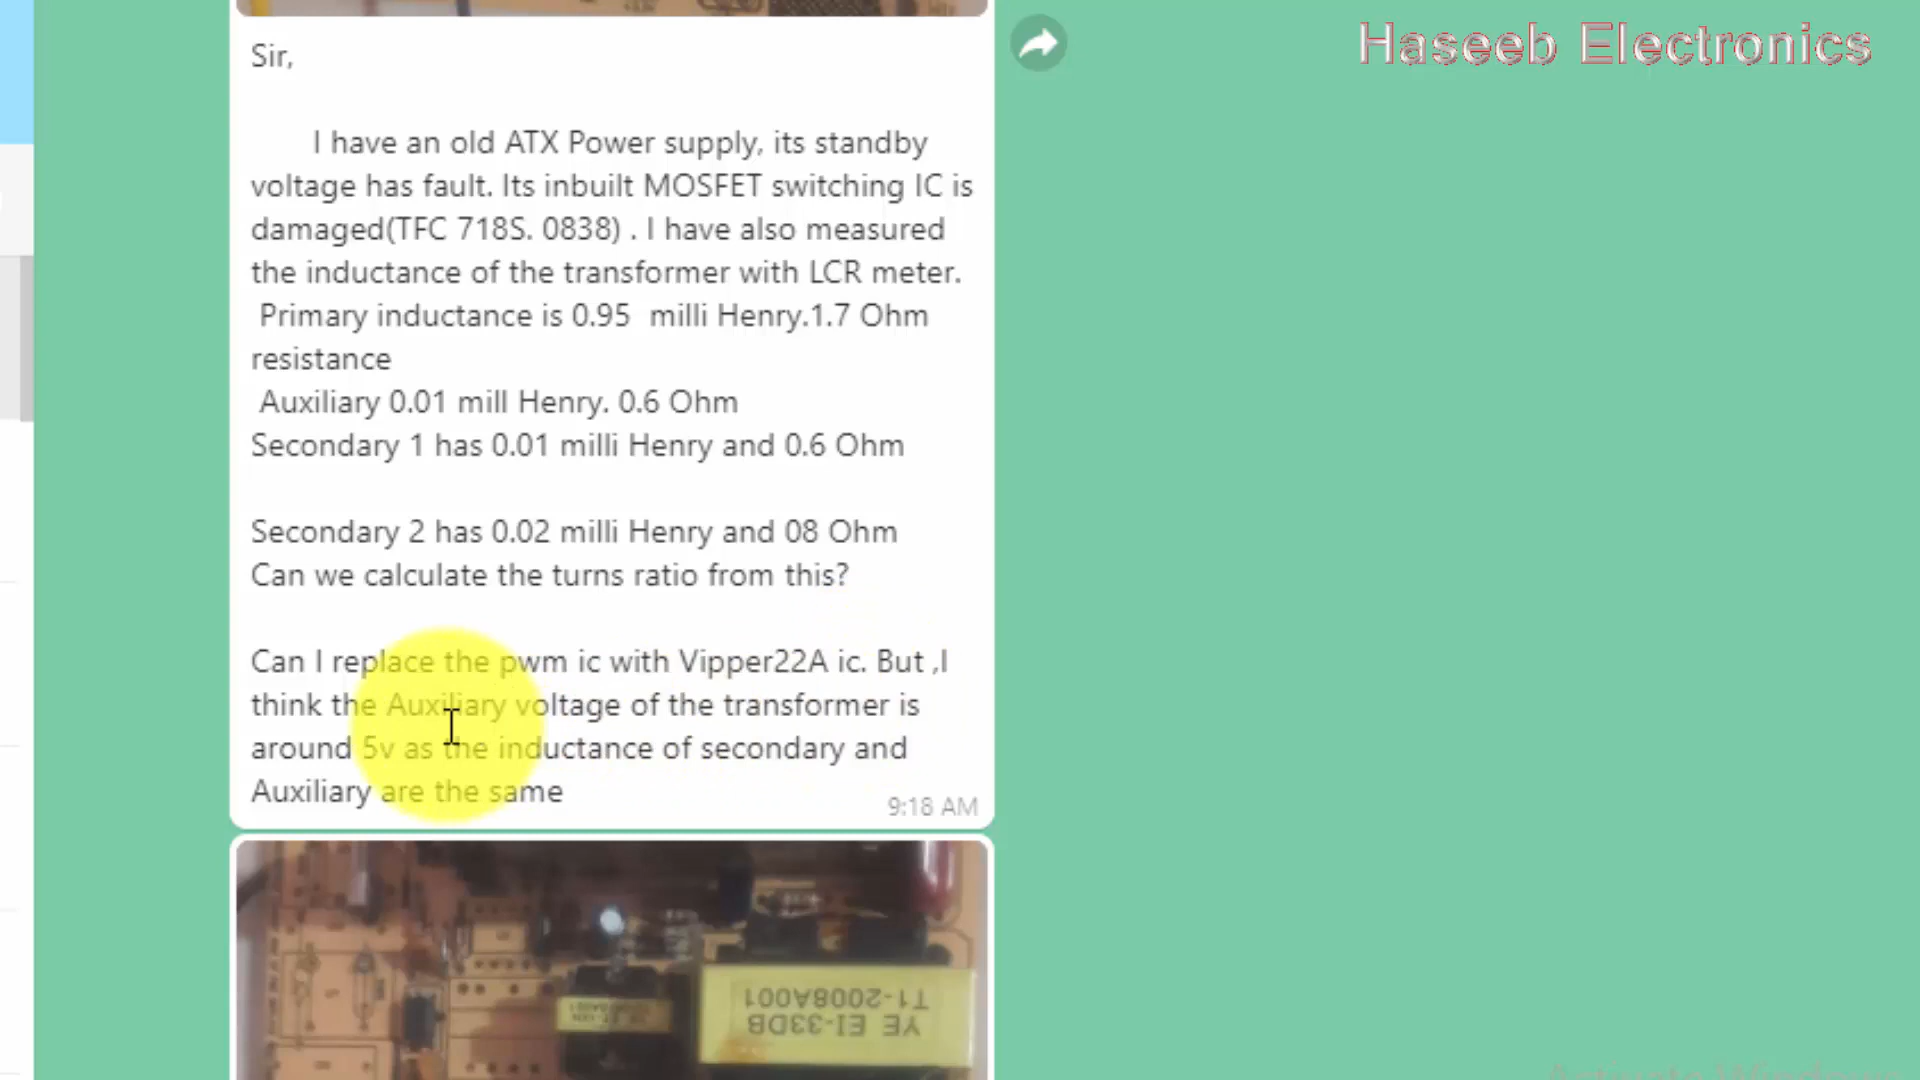 Haseeb Electronics
Sir,
I have an old ATX Power supply, its standby
voltage has fault. Its inbuilt MOSFET switching IC is
damaged(TFC 718S. 0838) . I have also measured
the inductance of the transformer with LCR meter.
Primary inductance is 0.95  milli Henry.1.7 Ohm
resistance
Auxiliary 0.01 mill Henry. 0.6 Ohm
Secondary 1 has 0.01 milli Henry and 0.6 Ohm
Secondary 2 has 0.02 milli Henry and 08 Ohm
Can we calculate the turns ratio from this?
Can I replace the pwm ic with Vipper22A ic. But ,I
think the Auxiliary voltage of the transformer is
around 5v as the inductance of secondary and
Auxiliary are the same
9:18 AM
YE EI-33DB
T1-2008A001